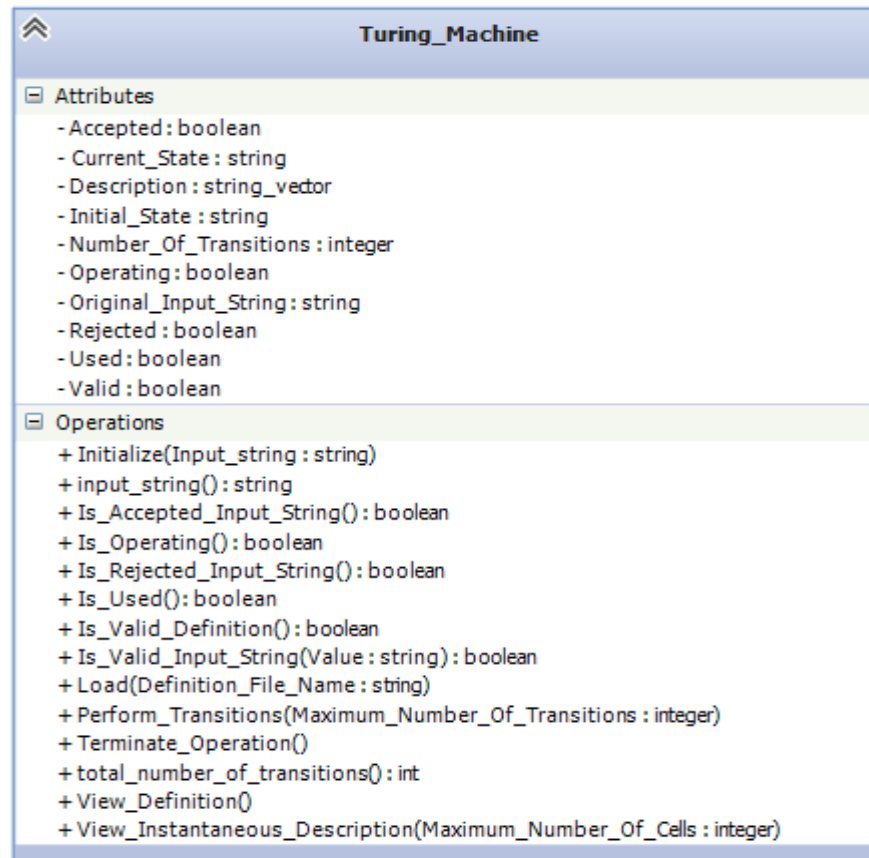 Turing_Machine
Attributes
- Accepted : boolean
- Current_State : string
- Description : string_vector
- Initial_State : string
- Number_Of_Transitions : integer
- Operating : boolean
- Original_Input_String : string
- Rejected : boolean
- Used : boolean
- Valid : boolean
Operations
+ Initialize(Input_string : string)
+ input_string() : string
+ Is_Accepted_Input_String() : boolean
+ Is_Operating() : boolean
+ Is_Rejected_Input_String() : boolean
+ Is_Used() : boolean
+ Is_Valid_Definition() : boolean
+ Is_Valid_Input_String(Value : string) : boolean
+ Load(Definition_File_Name : string)
+ Perform_Transitions(Maximum_Number_Of_Transitions : integer)
+ Terminate_Operation()
+ total_number_of_transitions() : int
+ View_Definition()
+ View_Instantaneous_Description(Maximum_Number_Of_Cells : integer)